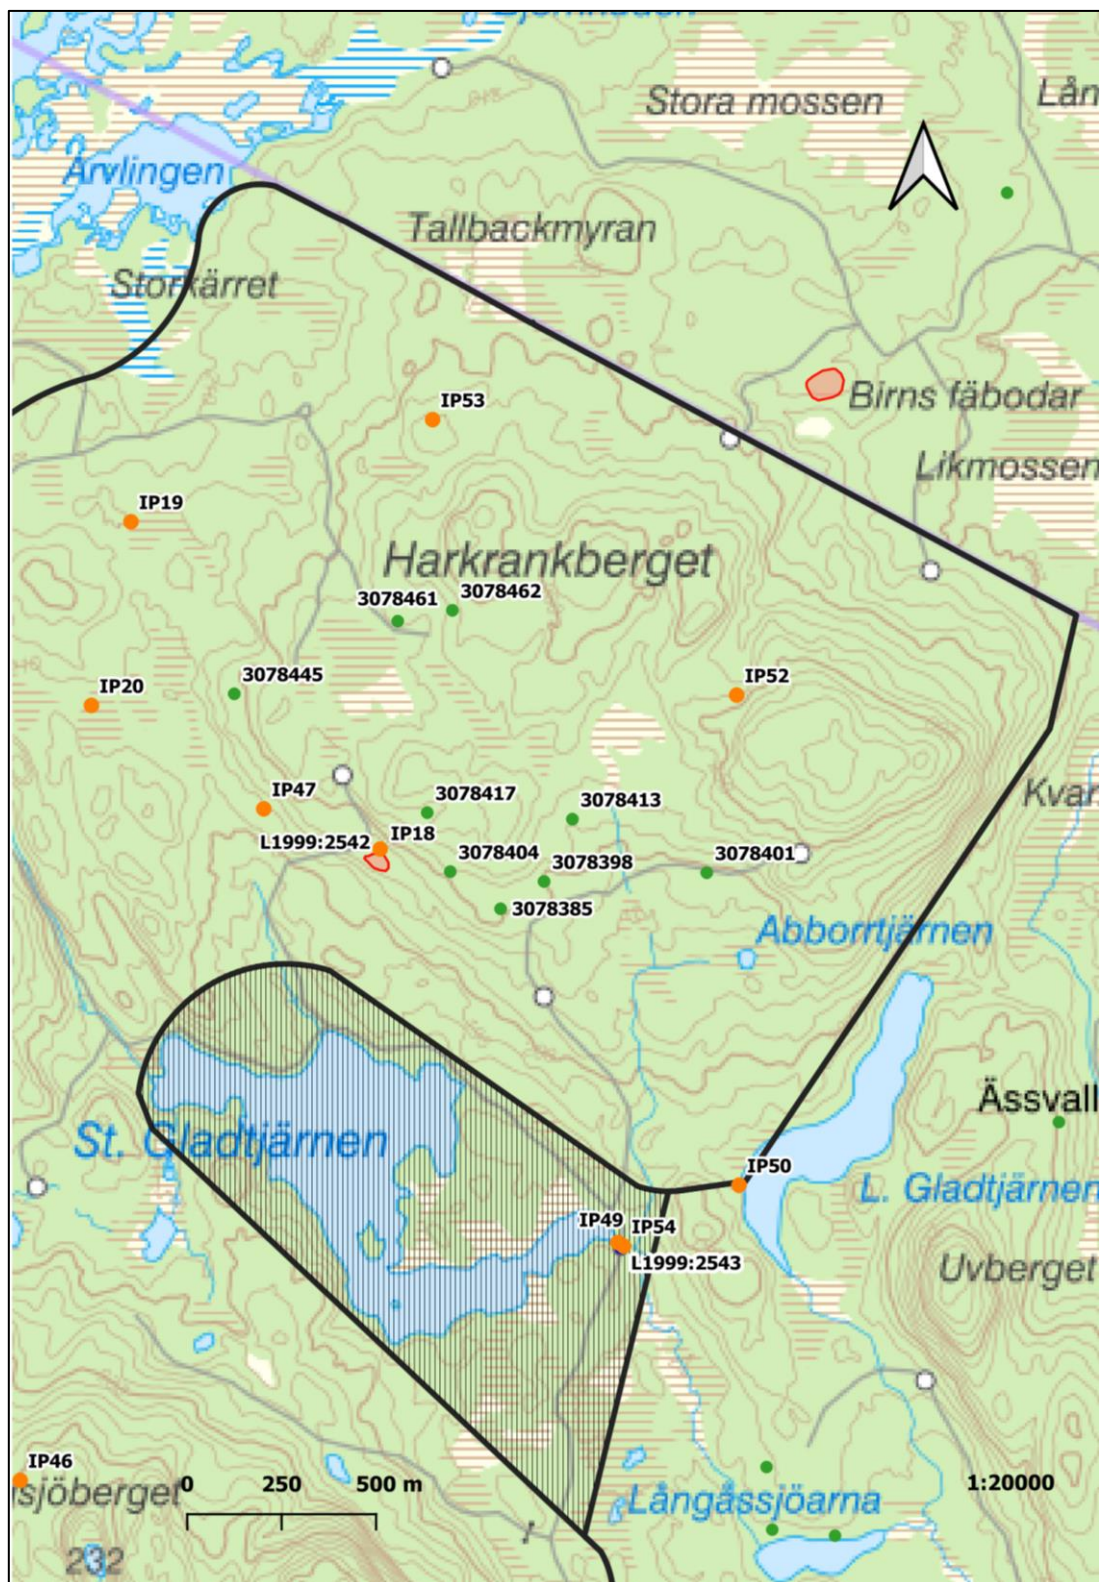 Stora mossen
Lån
Arvlingen
Tallbackmyran
Storkärret
IP53
Birns fäbodar
Likmossen
IP19
Harkrankberget
3078461
3078462
IP20
3078445
IP52
IP47
3078417
3078413
Kvar
L1999:2542
IP18
3078404
3078398
3078401
3078385
Abborrtjärnen
Ässvall
St. Gladtjärnen
IP50
L. Gladtjärnen
IP49
IP54
L1999:2543
Uvberget
IP46
sjöberget
0 250 500 m
1:20000
Långåssjöarna
232